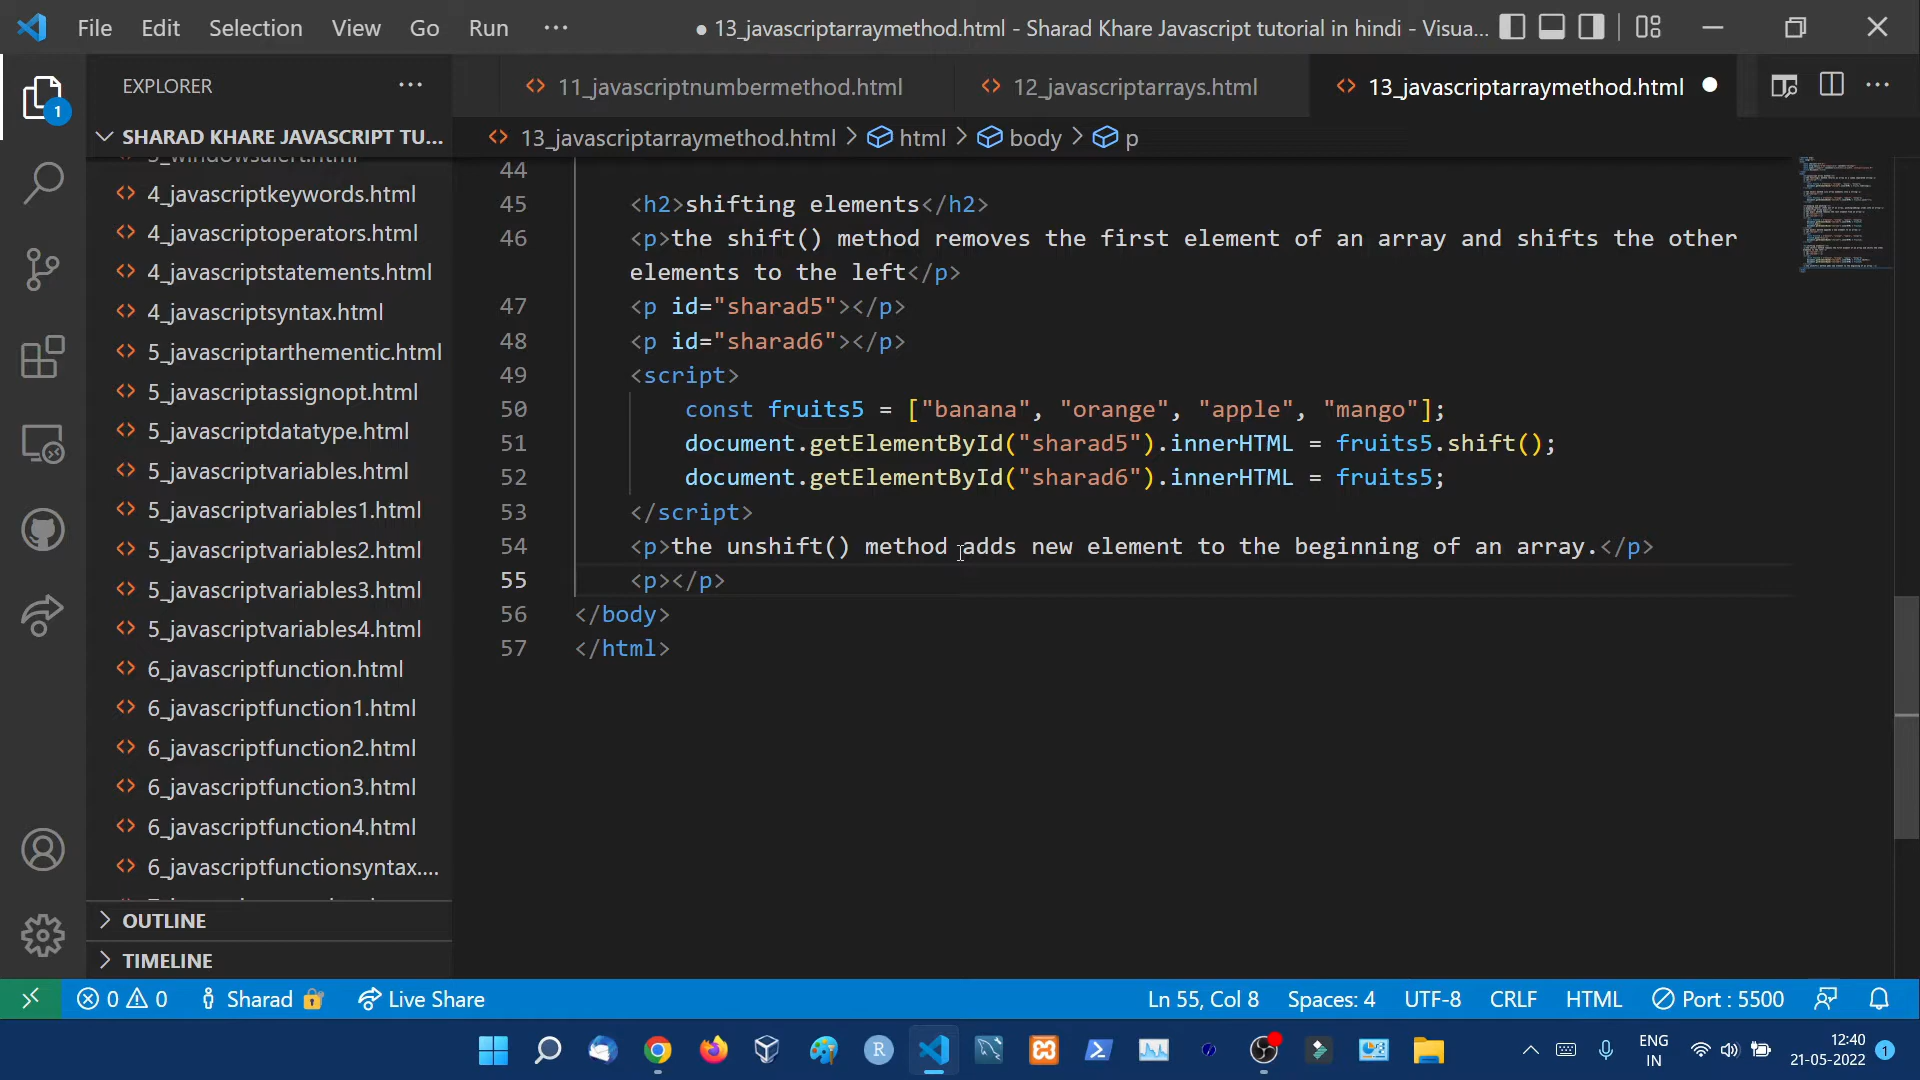 File Edit Selection View Go Run ··· ● 13_javascriptarraymethod.html - Sharad Khare Javascript tutorial in hindi - Visua...
EXPLORER ···
11_javascriptnumbermethod.html 12_javascriptarrays.html 13_javascriptarraymethod.html ● ···
SHARAD KHARE JAVASCRIPT TU...
13_javascriptarraymethod.html > html > body > p
4_javascriptkeywords.html
4_javascriptoperators.html
4_javascriptstatements.html
4_javascriptsyntax.html
5_javascriptarthementic.html
5_javascriptassignopt.html
5_javascriptdatatype.html
5_javascriptvariables.html
5_javascriptvariables1.html
5_javascriptvariables2.html
5_javascriptvariables3.html
5_javascriptvariables4.html
6_javascriptfunction.html
6_javascriptfunction1.html
6_javascriptfunction2.html
6_javascriptfunction3.html
6_javascriptfunction4.html
6_javascriptfunctionsyntax....
OUTLINE
TIMELINE
44
45 <h2>shifting elements</h2>
46 <p>the shift() method removes the first element of an array and shifts the other
elements to the left</p>
47 <p id="sharad5"></p>
48 <p id="sharad6"></p>
49 <script>
50 const fruits5 = ["banana", "orange", "apple", "mango"];
51 document.getElementById("sharad5").innerHTML = fruits5.shift();
52 document.getElementById("sharad6").innerHTML = fruits5;
53 </script>
54 <p>the unshift() method adds new element to the beginning of an array.</p>
55 <p></p>
56 </body>
57 </html>
0 0 Sharad Live Share Ln 55, Col 8 Spaces: 4 UTF-8 CRLF HTML Port : 5500
ENG
IN
12:40
21-05-2022
1